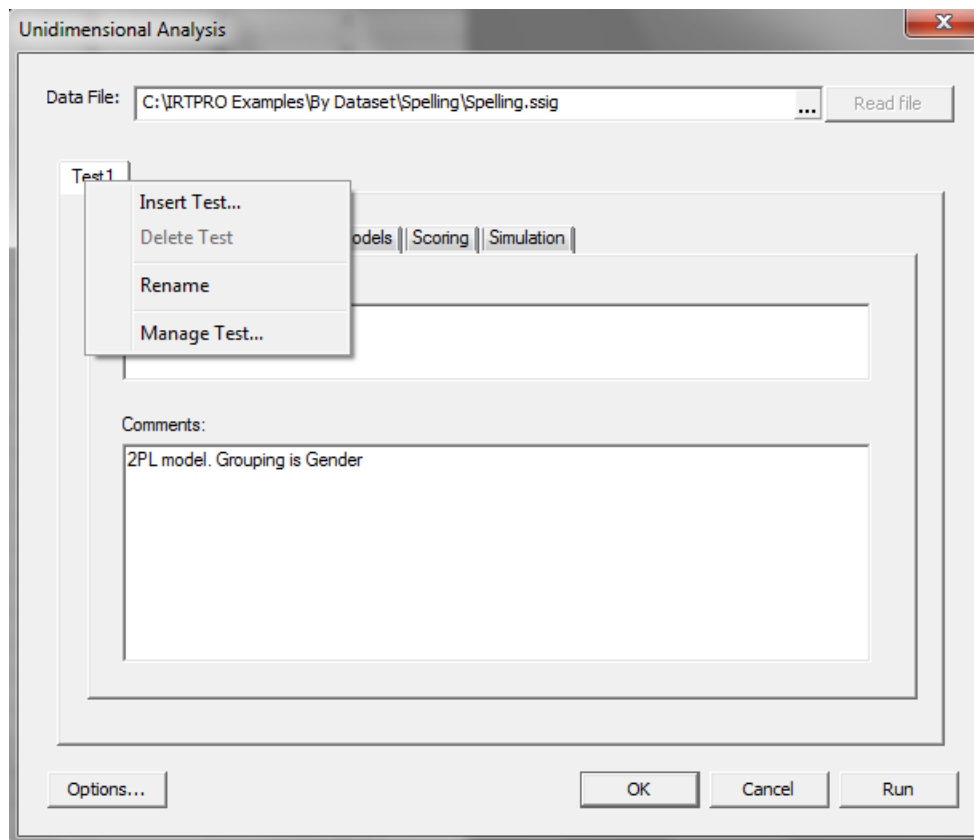 Unidimensional Analysis
Data File: C:\IRTPRO Examples\By Dataset\Spelling\Spelling.ssig ... Read file
Test1
Insert Test...
Delete Test
odels Scoring Simulation
Rename
Manage Test...
Comments:
2PL model. Grouping is Gender
Options... OK Cancel Run